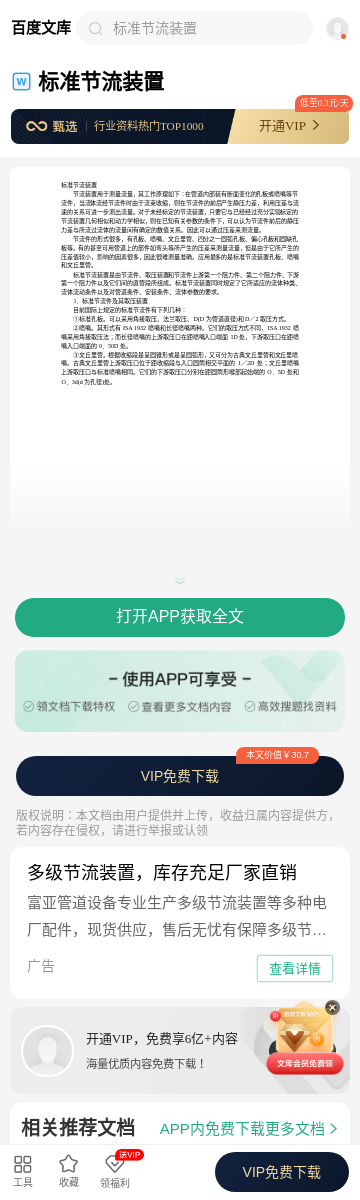 百度文库
标准节流装置
标准节流装置
低至0.3元/天
甄选
行业资料热门TOP1000
开通VIP
标准节流装置
节流装置用于测量流量，其工作原理如下：在管道内部装有断面变化的孔板或喷嘴等节
流件，当流体流经节流件时由于流束收缩，则在节流件的前后产生静压力差，利用压差与流
速的关系可进一步测出流量。对于未经标定的节流装置，只要它与已经经过充分实验标定的
节流装置几何相似和动力学相似，则在已知有关参数的条件下，可以认为节流件前后的静压
力差与所流过流体的流量间有确定的数值关系。因此可以通过压差来测流量。
节流件的形式很多，有孔板、喷嘴、文丘里管、四分之一圆弧孔板、偏心孔板和圆缺孔
板等。有的甚至可用管道上的部件如弯头等所产生的压差来测量流量，但是由于它所产生的
压差值较小，影响的因素较多，因此很难测量准确。应用最多的是标准节流装置孔板、喷嘴
和文丘里管。
标准节流装置是由节流件、取压装置和节流件上游第一个阻力件、第二个阻力件、下游
第一个阻力件以及它们间的直管段所组成。标准节流装置同时规定了它所适应的流体种类、
流体流动条件以及对管道条件、安装条件、流体参数的要求。
1、标准节流件及其取压装置
目前国际上规定的标准节流件有下列几种：
①标准孔板。可以采用角接取压、法兰取压、D(D 为管道直径)和 D／２取压方式。
②喷嘴。其形式有 ISA 1932 喷嘴和长径喷嘴两种。它们的取压方式不同，ISA 1932 喷
嘴采用角接取压法；而长径喷嘴的上游取压口在距喷嘴入口端面 1D 处，下游取压口在距喷
嘴入口端面的 0．50D 处。
③文丘里管。根据收缩段是呈圆锥形或是呈圆弧形，又可分为古典文丘里管和文丘里喷
嘴。古典文丘里管上游取压口位于距收缩段与入口圆筒相交平面的 1／2D 处；文丘里喷嘴
上游取压口与标准喷嘴相同。它们的下游取压口分别在距圆筒形喉部起始端的 0．5D 处和
0．3d(d 为孔径)处。
打开APP获取全文
使用APP可享受
领文档下载特权
查看更多文档内容
高效搜题找资料
本文价值￥30.7
VIP免费下载
版权说明：本文档由用户提供并上传，收益归属内容提供方，
若内容存在侵权，请进行举报或认领
多级节流装置，库存充足厂家直销
富亚管道设备专业生产多级节流装置等多种电
厂配件，现货供应，售后无忧有保障多级节...
广告
查看详情
开通VIP，免费享6亿+内容
海量优质内容免费下载！
文库会员免费领
相关推荐文档
APP内免费下载更多文档
工具
收藏
送VIP
领福利
VIP免费下载